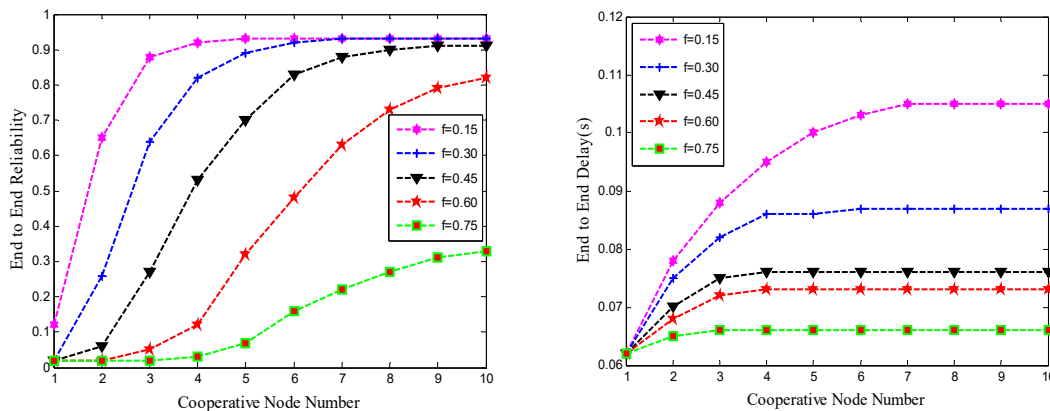 1
0.9
0.8
0.7
0.6
0.5
0.4
0.3
0.2
0.1
0
End to End Reliability
f=0.15
f=0.30
f=0.45
f=0.60
f=0.75
1 2 3 4 5 6 7 8 9 10
Cooperative Node Number
0.12
0.11
0.1
0.09
0.08
0.07
0.06
End to End Delay(s)
f=0.15
f=0.30
f=0.45
f=0.60
f=0.75
1 2 3 4 5 6 7 8 9 10
Cooperative Node Number